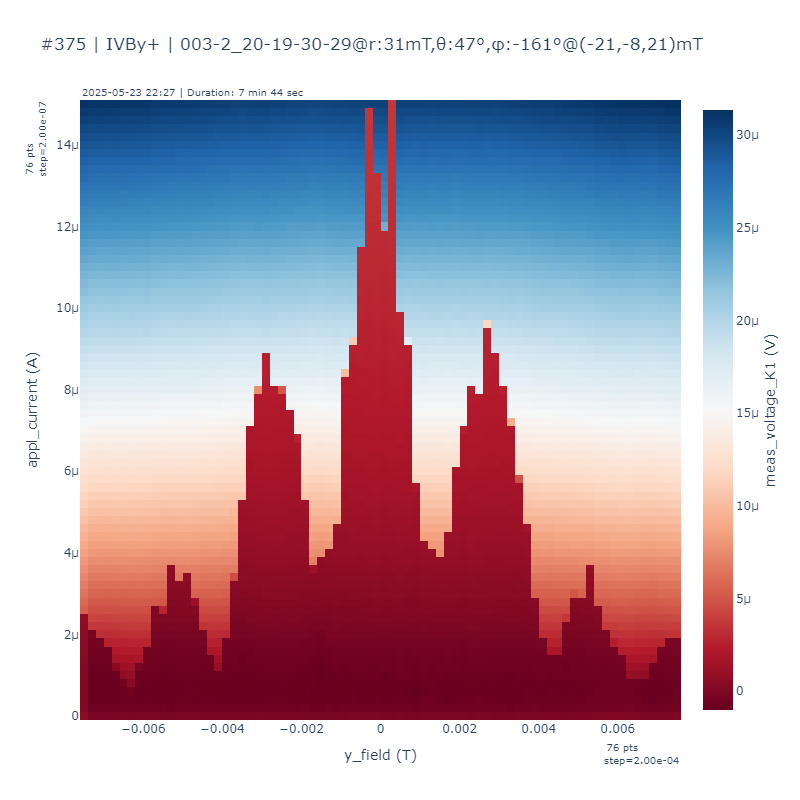 #375 | IVBy+ | 003-2_20-19-30-29@r:31mT,θ:47°,φ:-161°@(-21,-8,21)mT
2025-05-23 22:27 | Duration: 7 min 44 sec
76 pts
step=2.00e-07
14μ
12μ
10μ
8μ
6μ
4μ
2μ
0
appl_current (A)
−0.006
−0.004
−0.002
0
0.002
0.004
0.006
y_field (T)
76 pts
step=2.00e-04
30μ
25μ
20μ
15μ
10μ
5μ
0
meas_voltage_K1 (V)